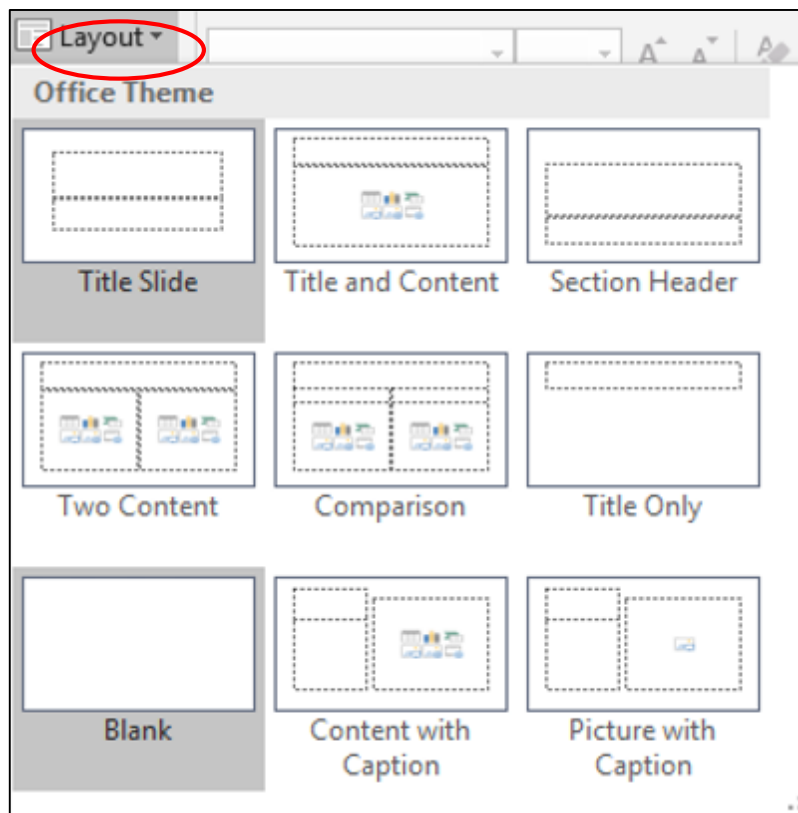 Layout
A A A
Office Theme
Title Slide
Title and Content
Section Header
Two Content
Comparison
Title Only
Blank
Content with
Caption
Picture with
Caption